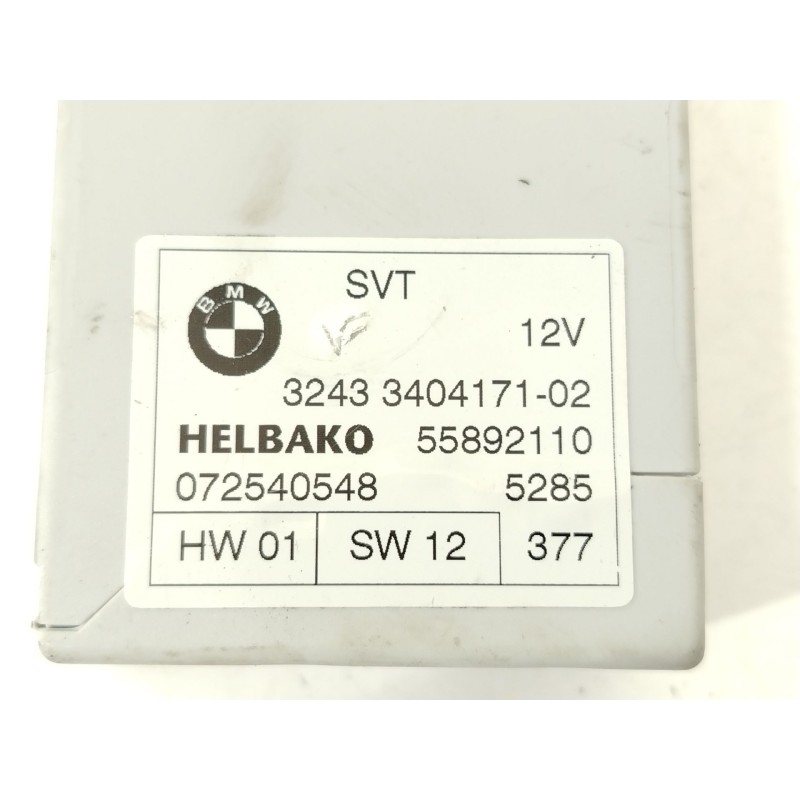 SVT
BMW
12V
3243 3404171-02
HELBAKO 55892110
072540548 5285
HW 01 SW 12 377